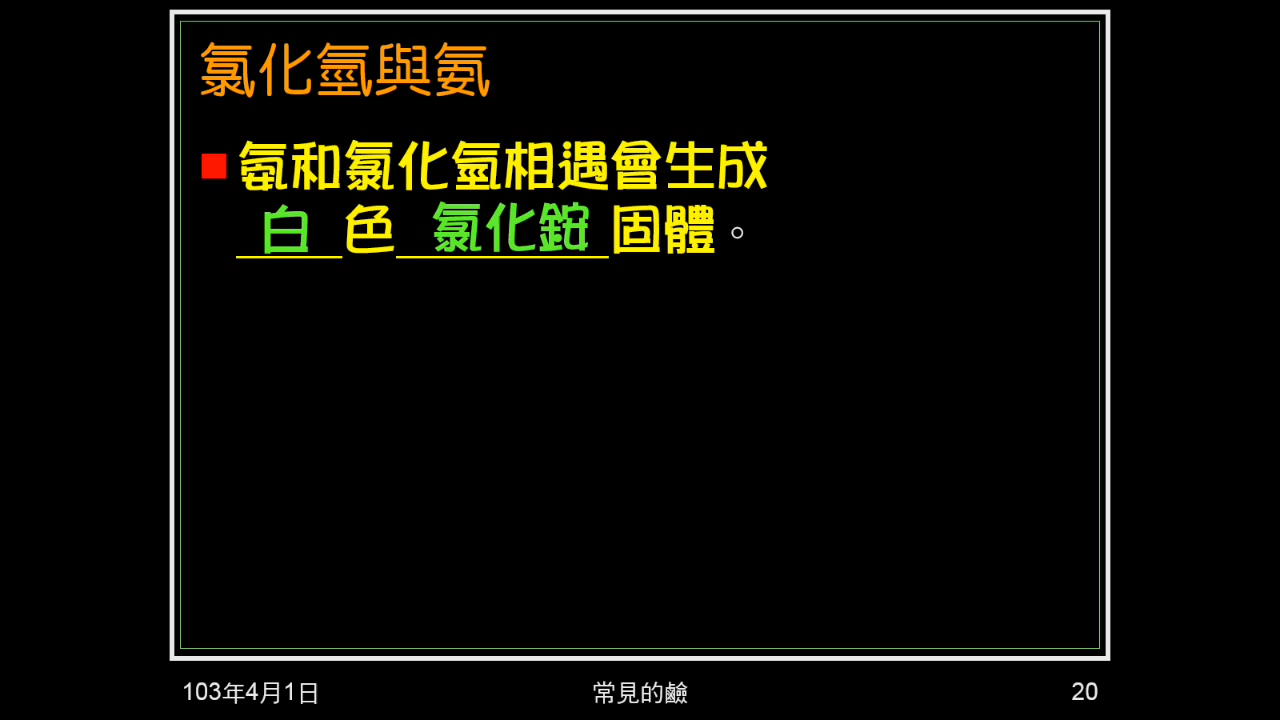 氯化氫與氨
氨和氯化氫相遇會生成
白 色 氯化銨 固體。
103年4月1日
常見的鹼
20